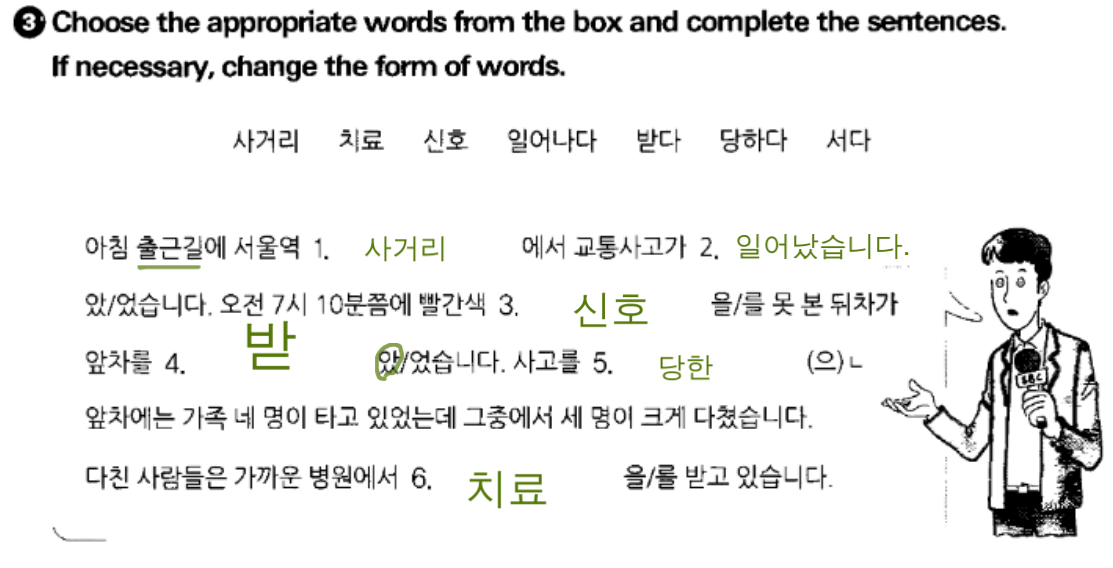 3 Choose the appropriate words from the box and complete the sentences.
If necessary, change the form of words.
사거리 치료 신호 일어나다 받다 당하다 서다
아침 출근길에 서울역 1. 사거리 에서 교통사고가 2. 일어났습니다.
았/었습니다. 오전 7시 10분쯤에 빨간색 3. 신호 을/를 못 본 뒤차가
앞차를 4. 받 았/었습니다. 사고를 5. 당한 (으)ㄴ
앞차에는 가족 네 명이 타고 있었는데 그중에서 세 명이 크게 다쳤습니다.
다친 사람들은 가까운 병원에서 6. 치료 을/를 받고 있습니다.